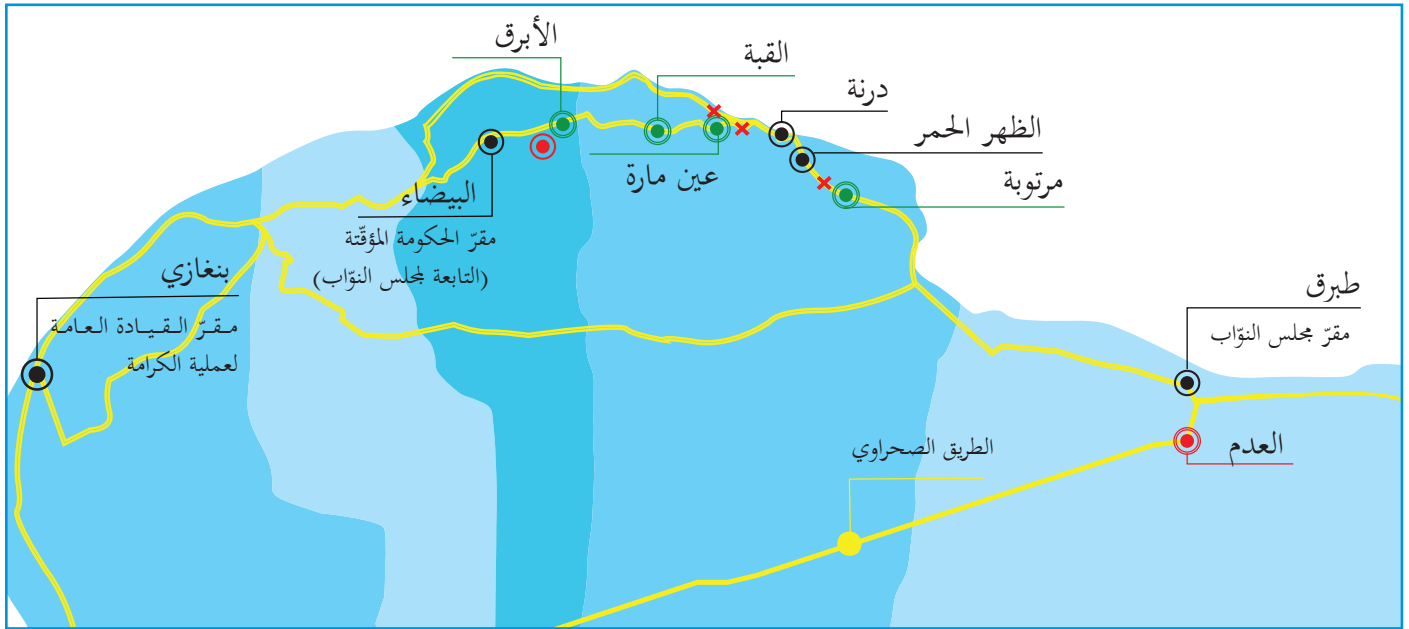 الأبرق
القبة
درنة
الظهر الحمر
مرتوبة
عين مارة
البيضاء
مقرّ الحكومة المؤقّتة
(التابعة لمجلس النوّاب)
بنغازي
مقرّ القيادة العامة
لعملية الكرامة
طبرق
مقرّ مجلس النوّاب
العدم
الطريق الصحراوي